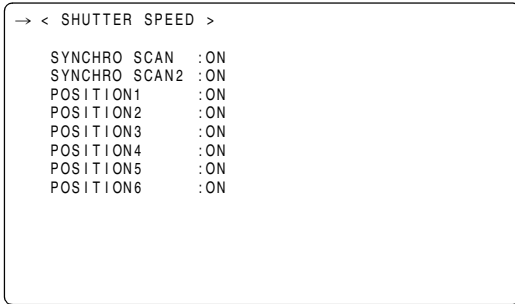 → < SHUTTER SPEED >
SYNCHRO SCAN :ON
SYNCHRO SCAN2 :ON
POSITION1 :ON
POSITION2 :ON
POSITION3 :ON
POSITION4 :ON
POSITION5 :ON
POSITION6 :ON